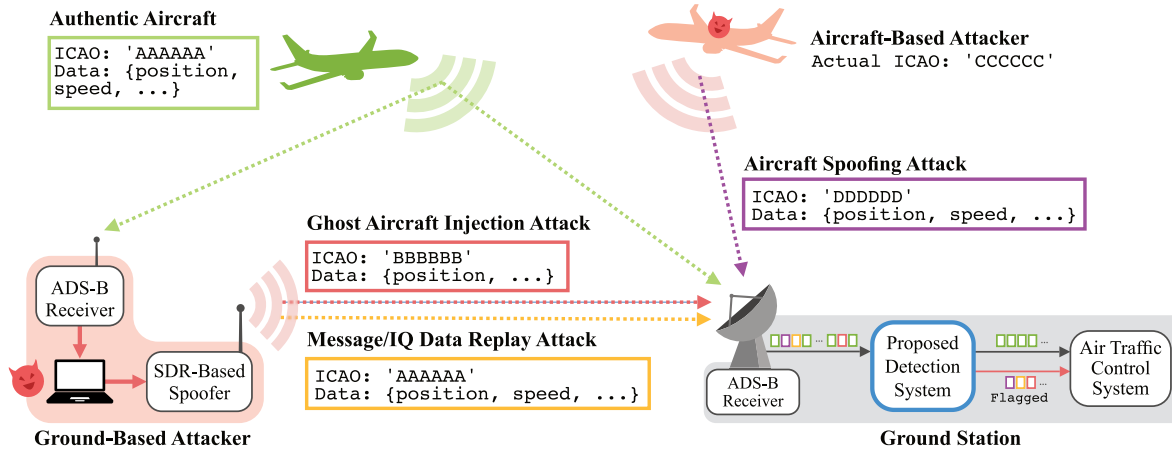 Authentic Aircraft
ICAO: 'AAAAAA'
Data: {position,
speed, ...}
Aircraft-Based Attacker
Actual ICAO: 'CCCCCC'
Aircraft Spoofing Attack
ICAO: 'DDDDDD'
Data: {position, speed, ...}
Ghost Aircraft Injection Attack
ICAO: 'BBBBBB'
Data: {position, ...}
ADS-B
Receiver
SDR-Based
Spoofer
Ground-Based Attacker
Message/IQ Data Replay Attack
ICAO: 'AAAAAA'
Data: {position, speed, ...}
ADS-B
Receiver
...
Proposed
Detection
System
...
...
Flagged
Air Traffic
Control
System
Ground Station